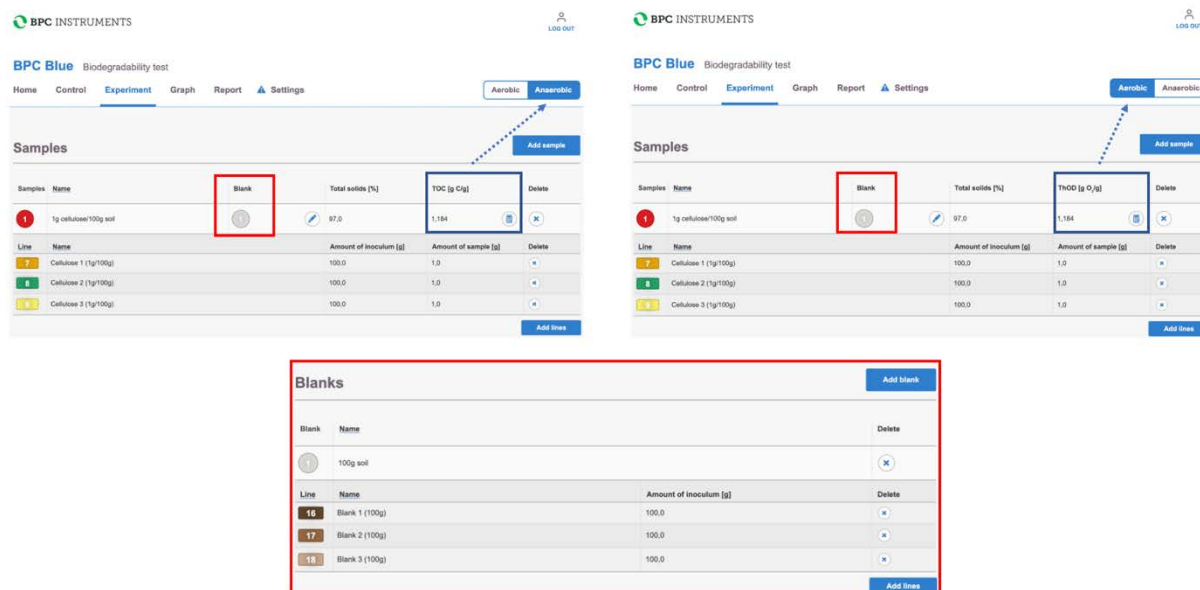 BPC INSTRUMENTS
LOG OUT
BPC Blue Biodegradability test
Home Control Experiment Graph Report Settings Aerobic Anaerobic
Samples Add sample
Samples Name Blank Total solids [%] TOC [g C/g] Delete
1 1g cellulose/100g soil 1 97,0 1,184
Line Name Amount of inoculum [g] Amount of sample [g] Delete
7 Cellulose 1 (1g/100g) 100,0 1,0
8 Cellulose 2 (1g/100g) 100,0 1,0
9 Cellulose 3 (1g/100g) 100,0 1,0
Add lines
BPC INSTRUMENTS
LOG OUT
BPC Blue Biodegradability test
Home Control Experiment Graph Report Settings Aerobic Anaerobic
Samples Add sample
Samples Name Blank Total solids [%] ThOD [g O₂/g] Delete
1 1g cellulose/100g soil 1 97,0 1,184
Line Name Amount of inoculum [g] Amount of sample [g] Delete
7 Cellulose 1 (1g/100g) 100,0 1,0
8 Cellulose 2 (1g/100g) 100,0 1,0
9 Cellulose 3 (1g/100g) 100,0 1,0
Add lines
Blanks Add blank
Blank Name Delete
1 100g soil
Line Name Amount of inoculum [g] Delete
16 Blank 1 (100g) 100,0
17 Blank 2 (100g) 100,0
18 Blank 3 (100g) 100,0
Add lines